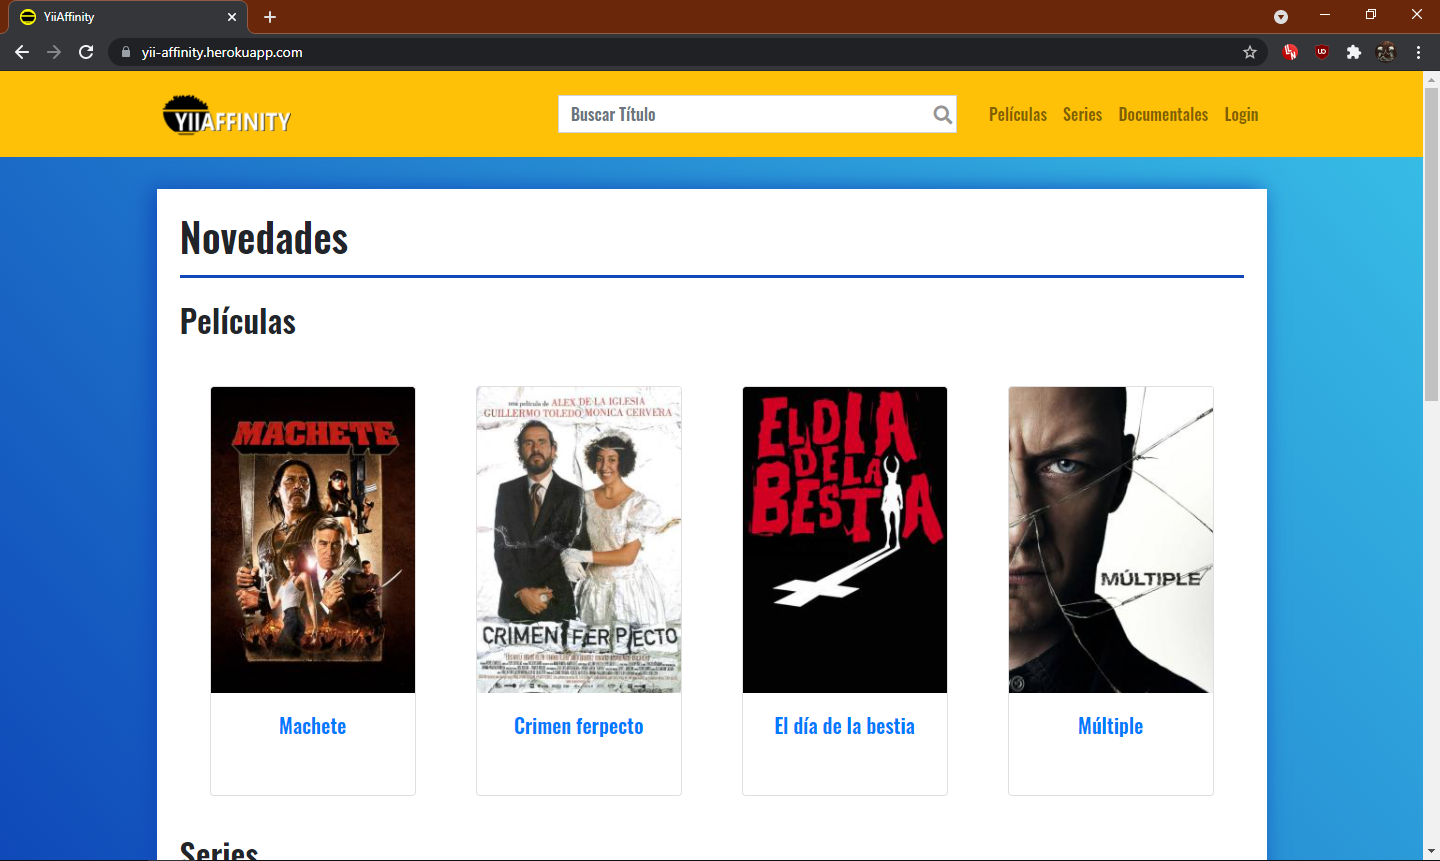 YiiAffinity
yii-affinity.herokuapp.com
YIIAFFINITY
Buscar Título
Películas
Series
Documentales
Login
Novedades
Películas
MACHETE
una película de ALEX DE LA IGLESIA
GUILLERMO TOLEDO MONICA CERVERA
CRIMEN FERPECTO
EL DIA
DE LA
BESTIA
MÚLTIPLE
Machete
Crimen ferpecto
El día de la bestia
Múltiple
Series